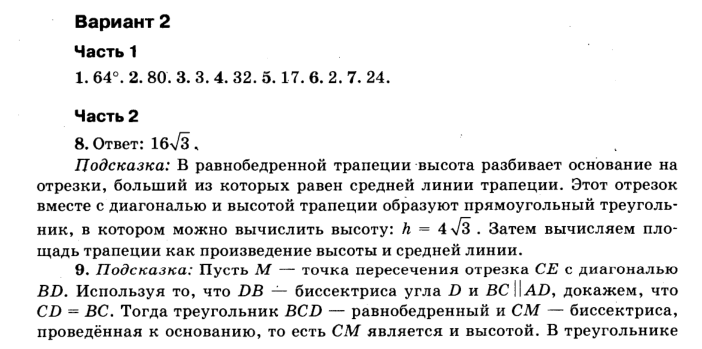 Вариант 2
Часть 1
1. 64°. 2. 80. 3. 3. 4. 32. 5. 17. 6. 2. 7. 24.
Часть 2
8. Ответ: 16√3.
Подсказка: В равнобедренной трапеции высота разбивает основание на
отрезки, больший из которых равен средней линии трапеции. Этот отрезок
вместе с диагональю и высотой трапеции образуют прямоугольный треуголь-
ник, в котором можно вычислить высоту: h = 4√3. Затем вычисляем пло-
щадь трапеции как произведение высоты и средней линии.
9. Подсказка: Пусть M — точка пересечения отрезка CE с диагональю
BD. Используя то, что DB — биссектриса угла D и BC||AD, докажем, что
CD = BC. Тогда треугольник BCD — равнобедренный и CM — биссектриса,
проведённая к основанию, то есть CM является и высотой. В треугольнике